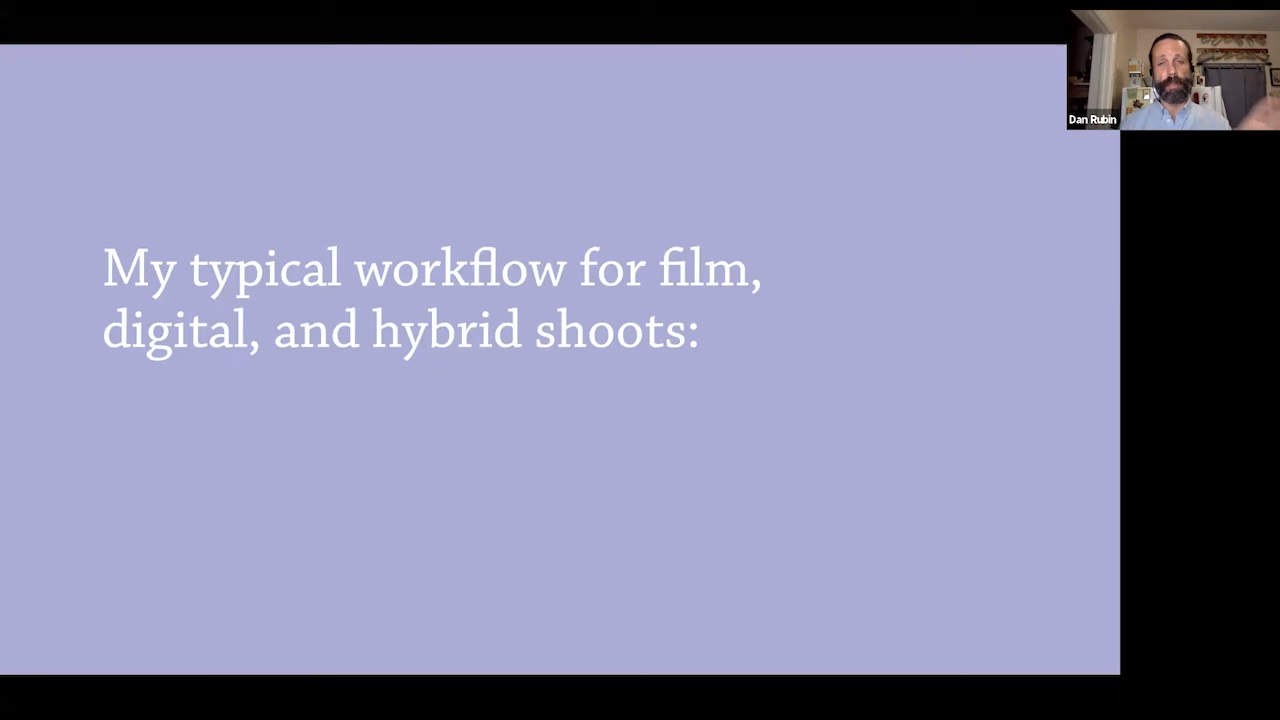 Dan Rubin
My typical workflow for film,
digital, and hybrid shoots: